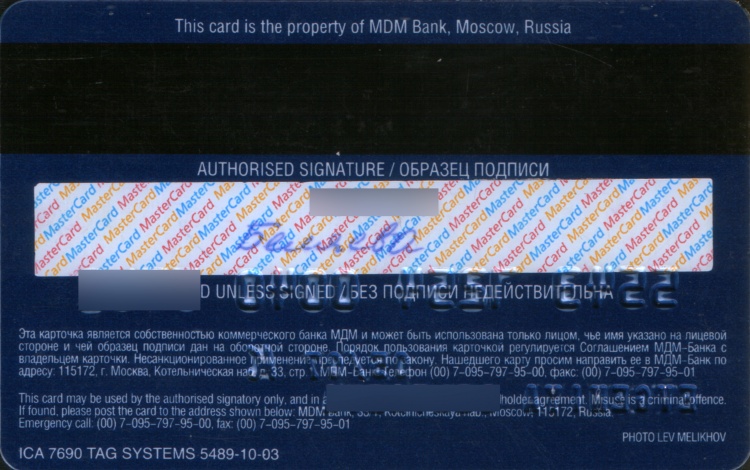 This card is the property of MDM Bank, Moscow, Russia
AUTHORISED SIGNATURE / ОБРАЗЕЦ ПОДПИСИ
MasterCard MasterCard MasterCard MasterCard
D UNLESS SIGNED / БЕЗ ПОДПИСИ НЕДЕЙСТВИТЕЛЬНА
Эта карточка является собственностью коммерческого банка МДМ и может быть использована только лицом, чье имя указано на лицевой
стороне и чей образец подписи дан на оборотной стороне. Порядок пользования карточкой регулируется Соглашением МДМ-Банка с
владельцем карточки. Несанкционированное применение преследуется по закону. Нашедшего карту просим направить ее в МДМ-Банк по
адресу: 115172, г. Москва, Котельническая наб., 33, стр. МДМ-Банк. Телефон (00) 7-095-797-95-00, факс: (00) 7-095-797-95-01
This card may be used by the authorised signatory only, and in a holder agreement. Misuse is a criminal offence.
If found, please post the card to the address shown below: MDM Bank, 33/1, Kotelnicheskaya nab., Moscow, 115172, Russia.
Emergency call: (00) 7-095-797-95-00, fax: (00) 7-095-797-95-01
PHOTO LEV MELIKHOV
ICA 7690 TAG SYSTEMS 5489-10-03